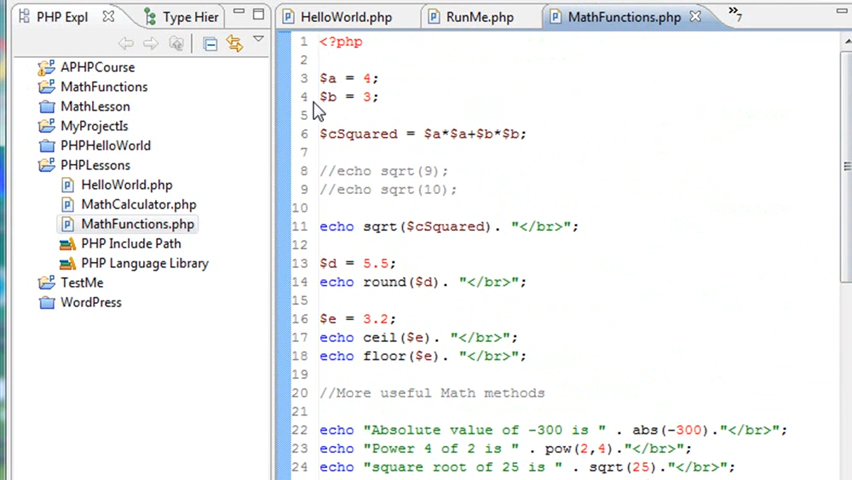 PHP Expl
Type Hier
APHPCourse
MathFunctions
MathLesson
MyProjectIs
PHPHelloWorld
PHPLessons
HelloWorld.php
MathCalculator.php
MathFunctions.php
PHP Include Path
PHP Language Library
TestMe
WordPress
HelloWorld.php
RunMe.php
MathFunctions.php
»7
1 <?php
2
3 $a = 4;
4 $b = 3;
5
6 $cSquared = $a*$a+$b*$b;
7
8 //echo sqrt(9);
9 //echo sqrt(10);
10
11 echo sqrt($cSquared). "</br>";
12
13 $d = 5.5;
14 echo round($d). "</br>";
15
16 $e = 3.2;
17 echo ceil($e). "</br>";
18 echo floor($e). "</br>";
19
20 //More useful Math methods
21
22 echo "Absolute value of -300 is " . abs(-300)."</br>";
23 echo "Power 4 of 2 is " . pow(2,4)."</br>";
24 echo "square root of 25 is " . sqrt(25)."</br>";